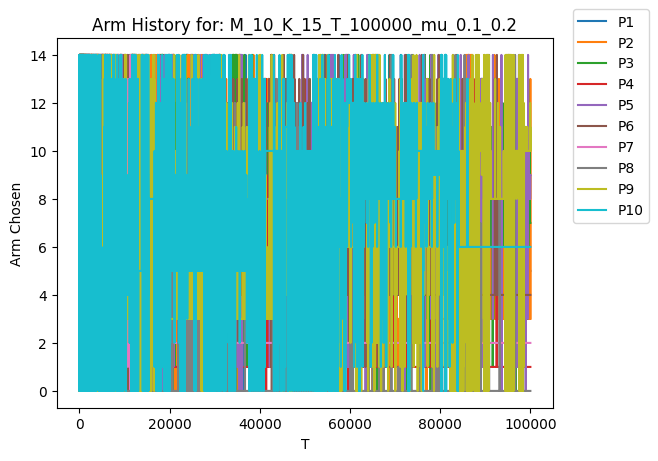 Arm History for: M_10_K_15_T_100000_mu_0.1_0.2
Arm Chosen
14
12
10
8
6
4
2
0
0 20000 40000 60000 80000 100000
T
P1
P2
P3
P4
P5
P6
P7
P8
P9
P10